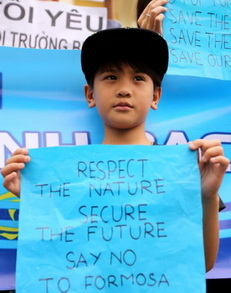 TÔI YÊU
ÔI TRƯỜNG B
SAVE THE
SAVE THE
SAVE OUR
RESPECT
THE NATURE
SECURE
THE FUTURE
SAY NO
TO FORMOSA